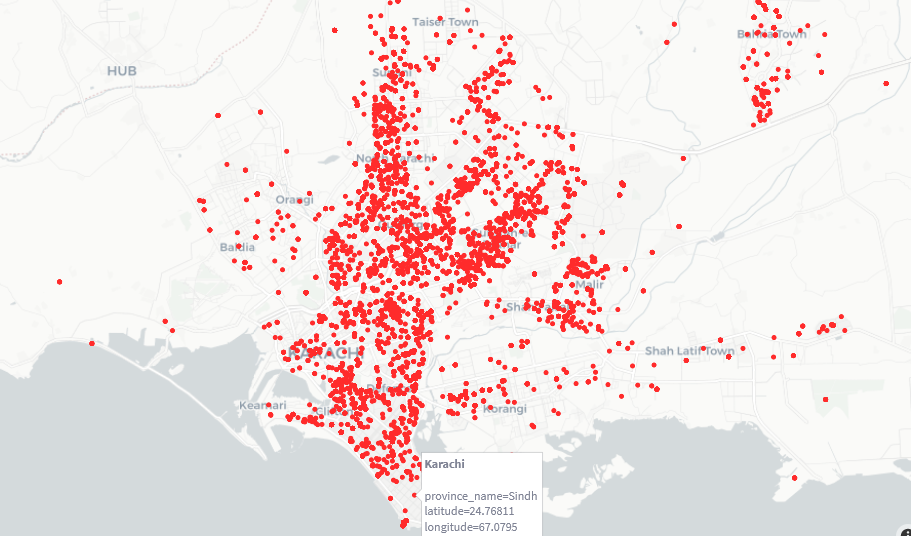 Taiser Town
Bahria Town
HUB
Surjani
North Karachi
Orangi
Baldia
Malir
KARACHI
Shah Latif Town
Keamari
Korangi
Karachi
province_name=Sindh
latitude=24.76811
longitude=67.0795